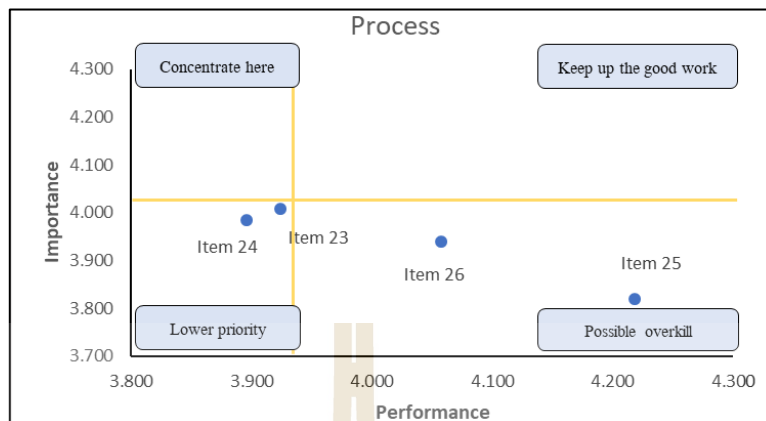 Process
Concentrate here
Keep up the good work
4.300
4.200
4.100
4.000
3.900
3.800
3.700
Importance
Item 24
Item 23
Item 26
Item 25
Lower priority
Possible overkill
3.800
3.900
4.000
4.100
4.200
4.300
Performance